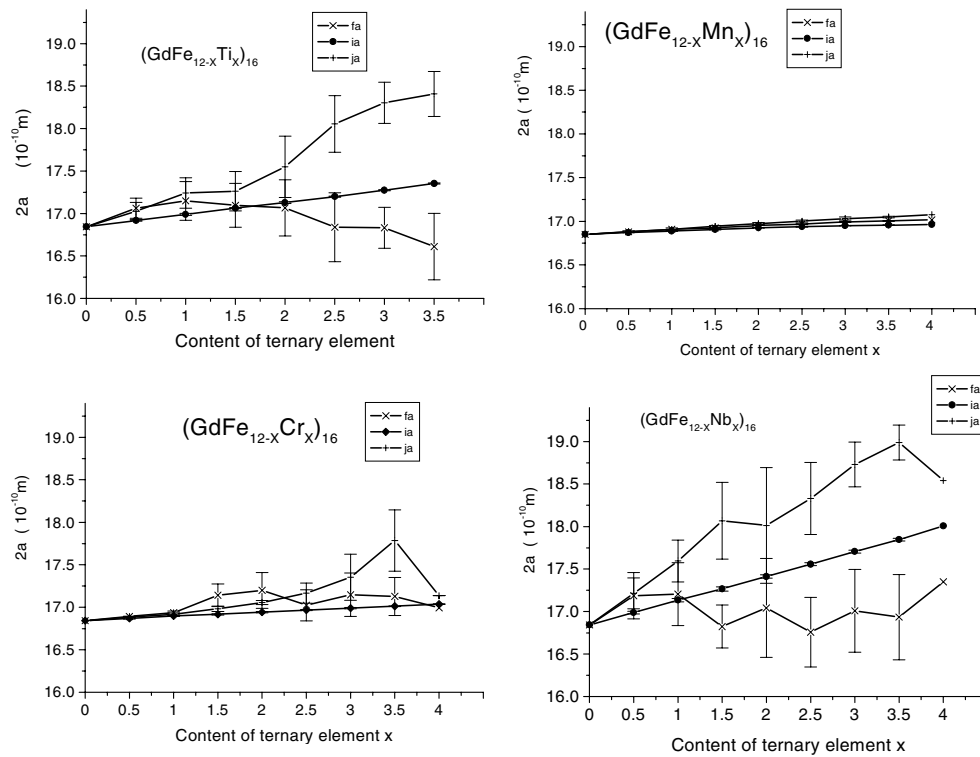 (GdFe12-XTiX)16
fa
ia
ja
19.0
18.5
18.0
17.5
17.0
16.5
16.0
2a (10-10m)
0 0.5 1 1.5 2 2.5 3 3.5
Content of ternary element
(GdFe12-XMnX)16
fa
ia
ja
19.0
18.5
18.0
17.5
17.0
16.5
16.0
2a ( 10-10m)
0 0.5 1 1.5 2 2.5 3 3.5 4
Content of ternary element x
(GdFe12-XCrX)16
fa
ia
ja
19.0
18.5
18.0
17.5
17.0
16.5
16.0
2a ( 10-10m)
0 0.5 1 1.5 2 2.5 3 3.5 4
Content of ternary element x
(GdFe12-XNbX)16
fa
ia
ja
19.0
18.5
18.0
17.5
17.0
16.5
16.0
2a ( 10-10m)
0 0.5 1 1.5 2 2.5 3 3.5 4
Content of ternary element x